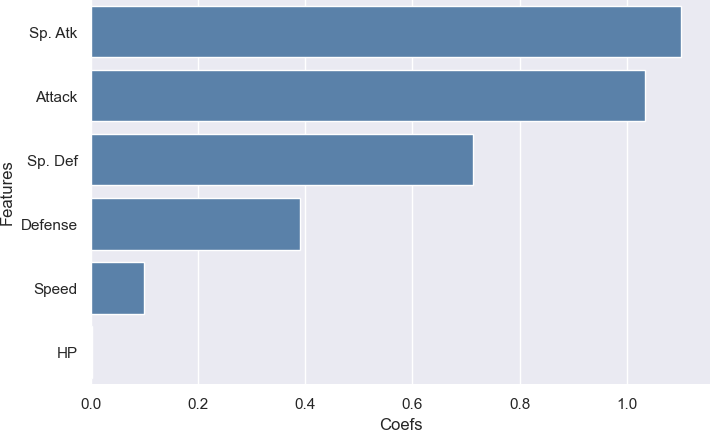 Features
Sp. Atk
Attack
Sp. Def
Defense
Speed
HP
0.0 0.2 0.4 0.6 0.8 1.0
Coefs